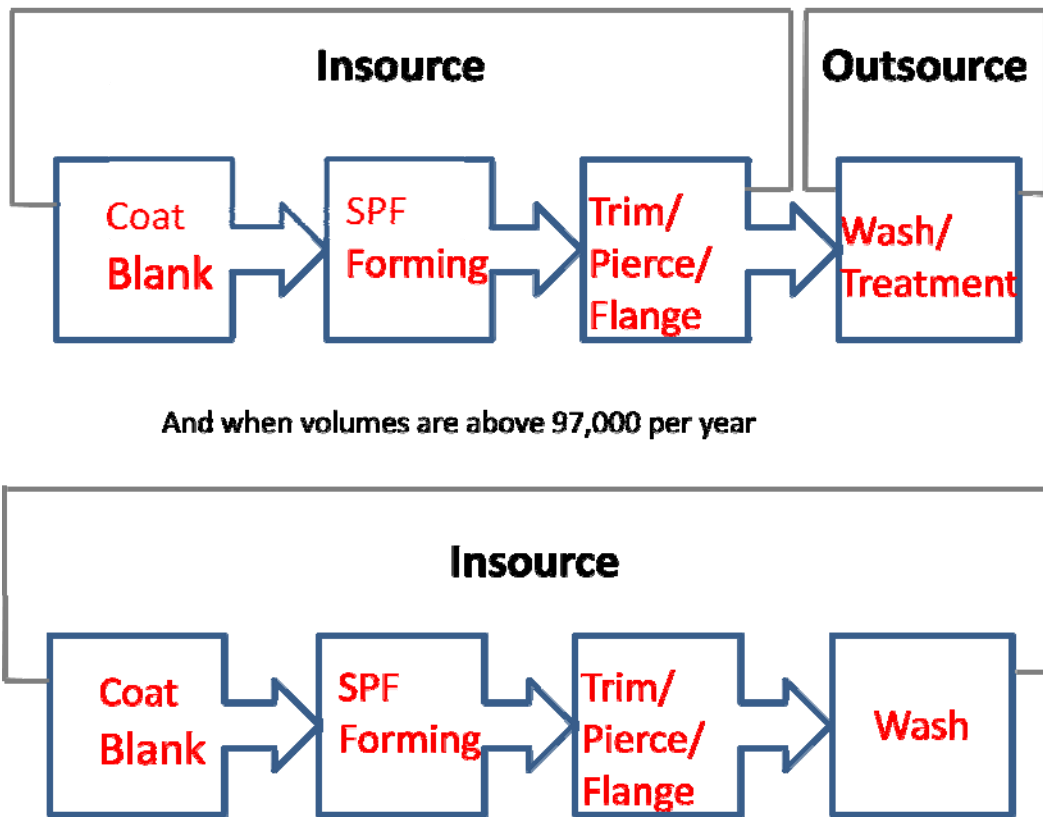 Insource
Outsource
Coat
Blank
SPF
Forming
Trim/
Pierce/
Flange
Wash/
Treatment
And when volumes are above 97,000 per year
Insource
Coat
Blank
SPF
Forming
Trim/
Pierce/
Flange
Wash